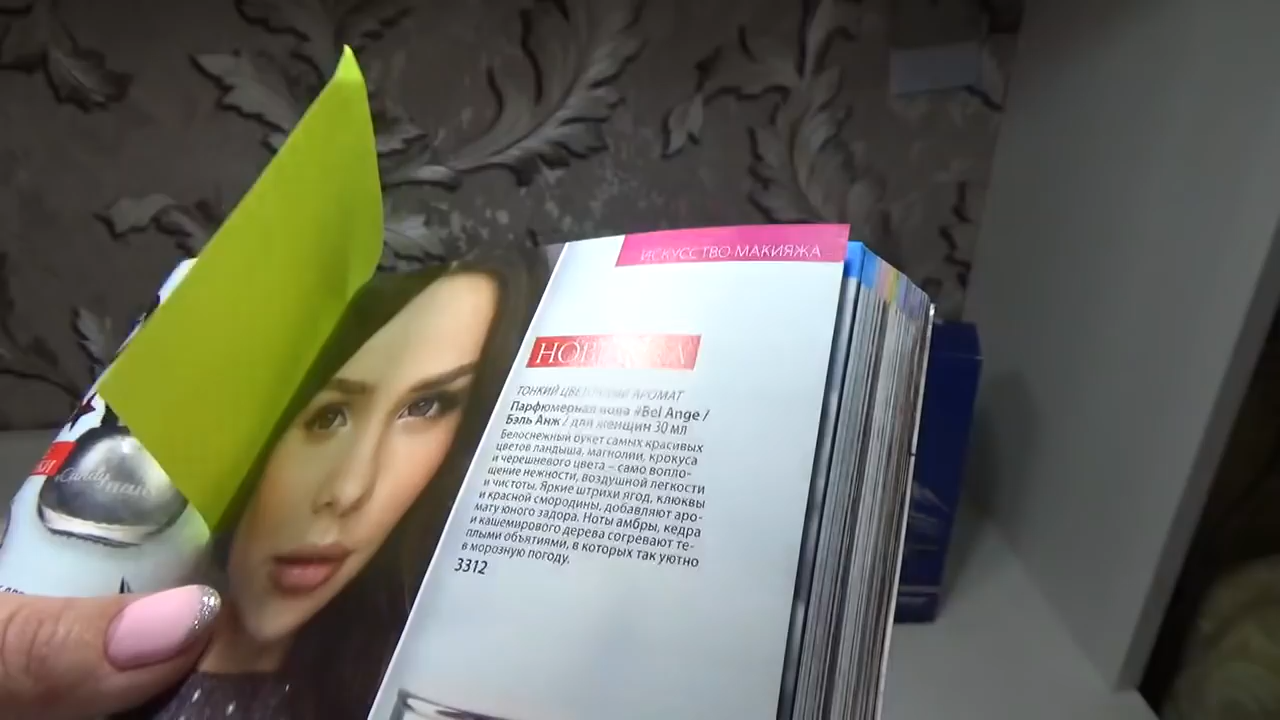 ИСКУССТВО МАКИЯЖА
НОВИНКА
ТОНКИЙ ЦВЕТОЧНЫЙ АРОМАТ
Парфюмерная вода #Bel Ange /
Бэль Анж / для женщин 30 мл
Белоснежный букет самых красивых
цветов ландыша, магнолии, крокуса
и черешневого цвета – само вопло-
щение нежности, воздушной легкости
и чистоты. Яркие штрихи ягод, клюквы
и красной смородины, добавляют аро-
мату юного задора. Ноты амбры, кедра
и кашемирового дерева согревают те-
плыми объятиями, в которых так уютно
в морозную погоду.
3312
#Candy